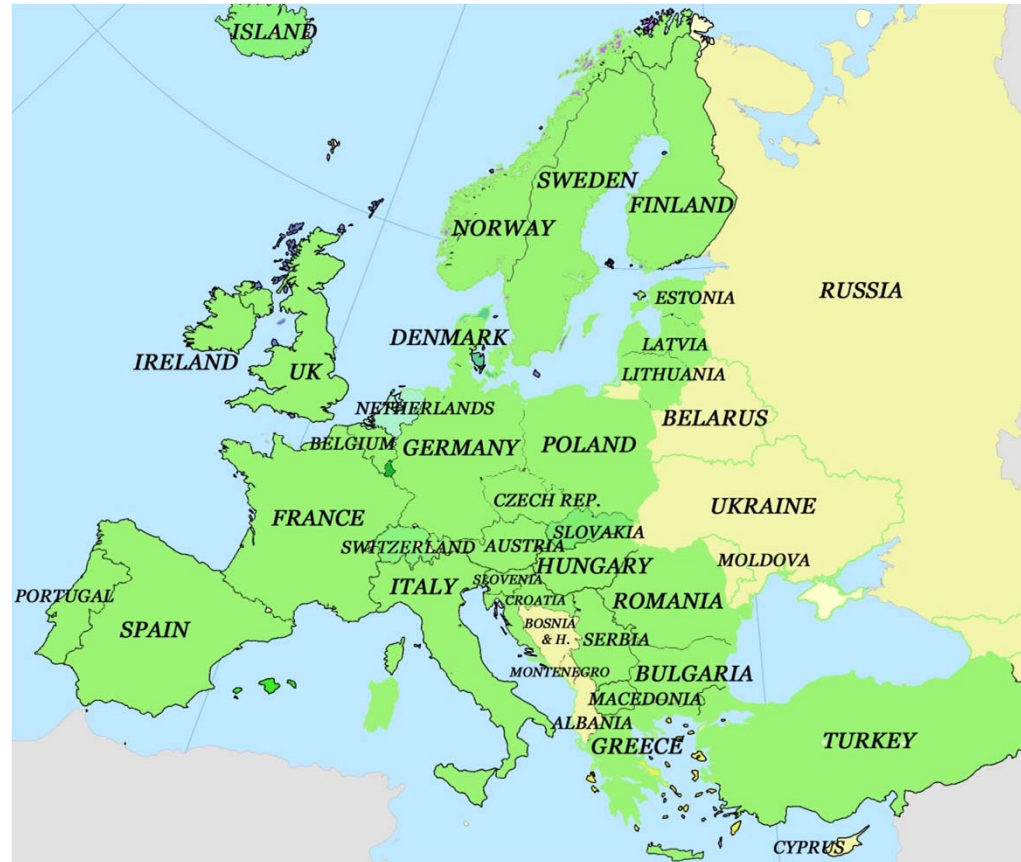 ISLAND
SWEDEN
FINLAND
NORWAY
RUSSIA
ESTONIA
DENMARK
LATVIA
IRELAND
UK
LITHUANIA
NETHERLANDS
BELARUS
BELGIUM
GERMANY
POLAND
CZECH REP.
UKRAINE
FRANCE
SLOVAKIA
SWITZERLAND
AUSTRIA
MOLDOVA
HUNGARY
SLOVENIA
ITALY
PORTUGAL
CROATIA
ROMANIA
SPAIN
BOSNIA
& H.
SERBIA
MONTENEGRO
BULGARIA
MACEDONIA
ALBANIA
GREECE
TURKEY
CYPRUS